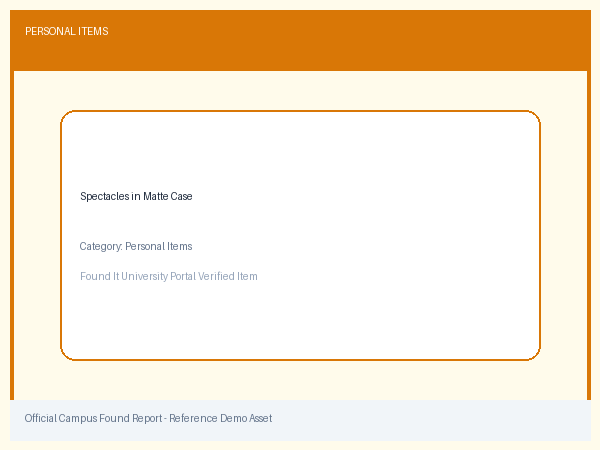 PERSONAL ITEMS
Spectacles in Matte Case
Category: Personal Items
Found It University Portal Verified Item
Official Campus Found Report - Reference Demo Asset